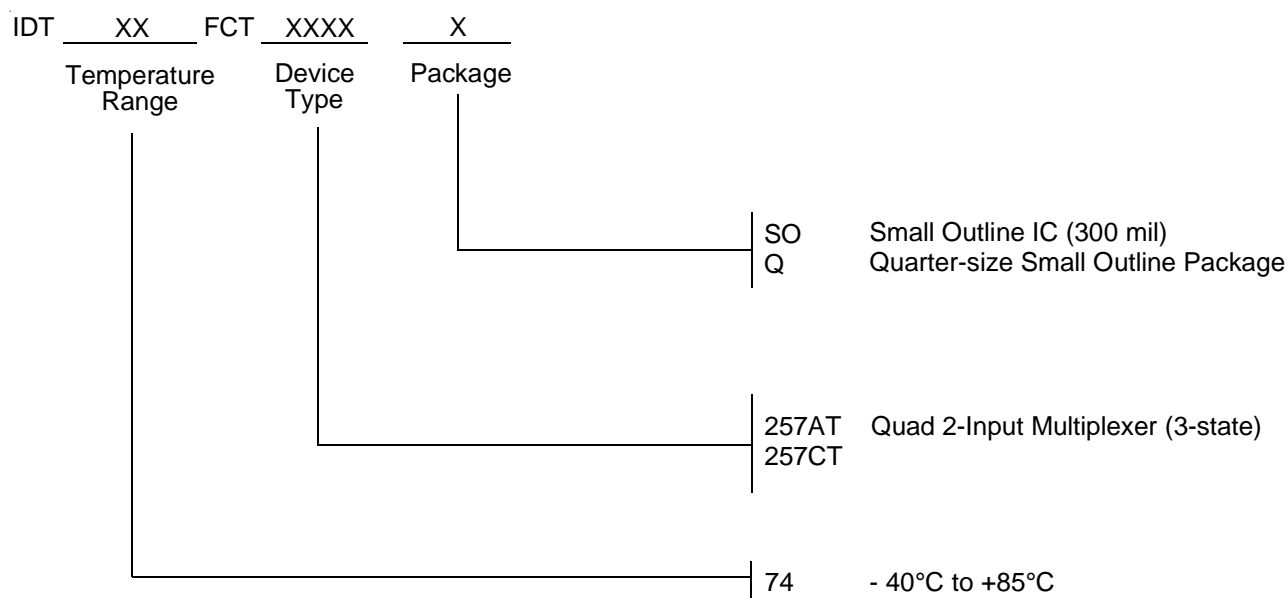 IDT XX FCT XXXX X
Temperature Range
Device Type
Package
SO Small Outline IC (300 mil)
Q Quarter-size Small Outline Package
257AT Quad 2-Input Multiplexer (3-state)
257CT
74 - 40°C to +85°C